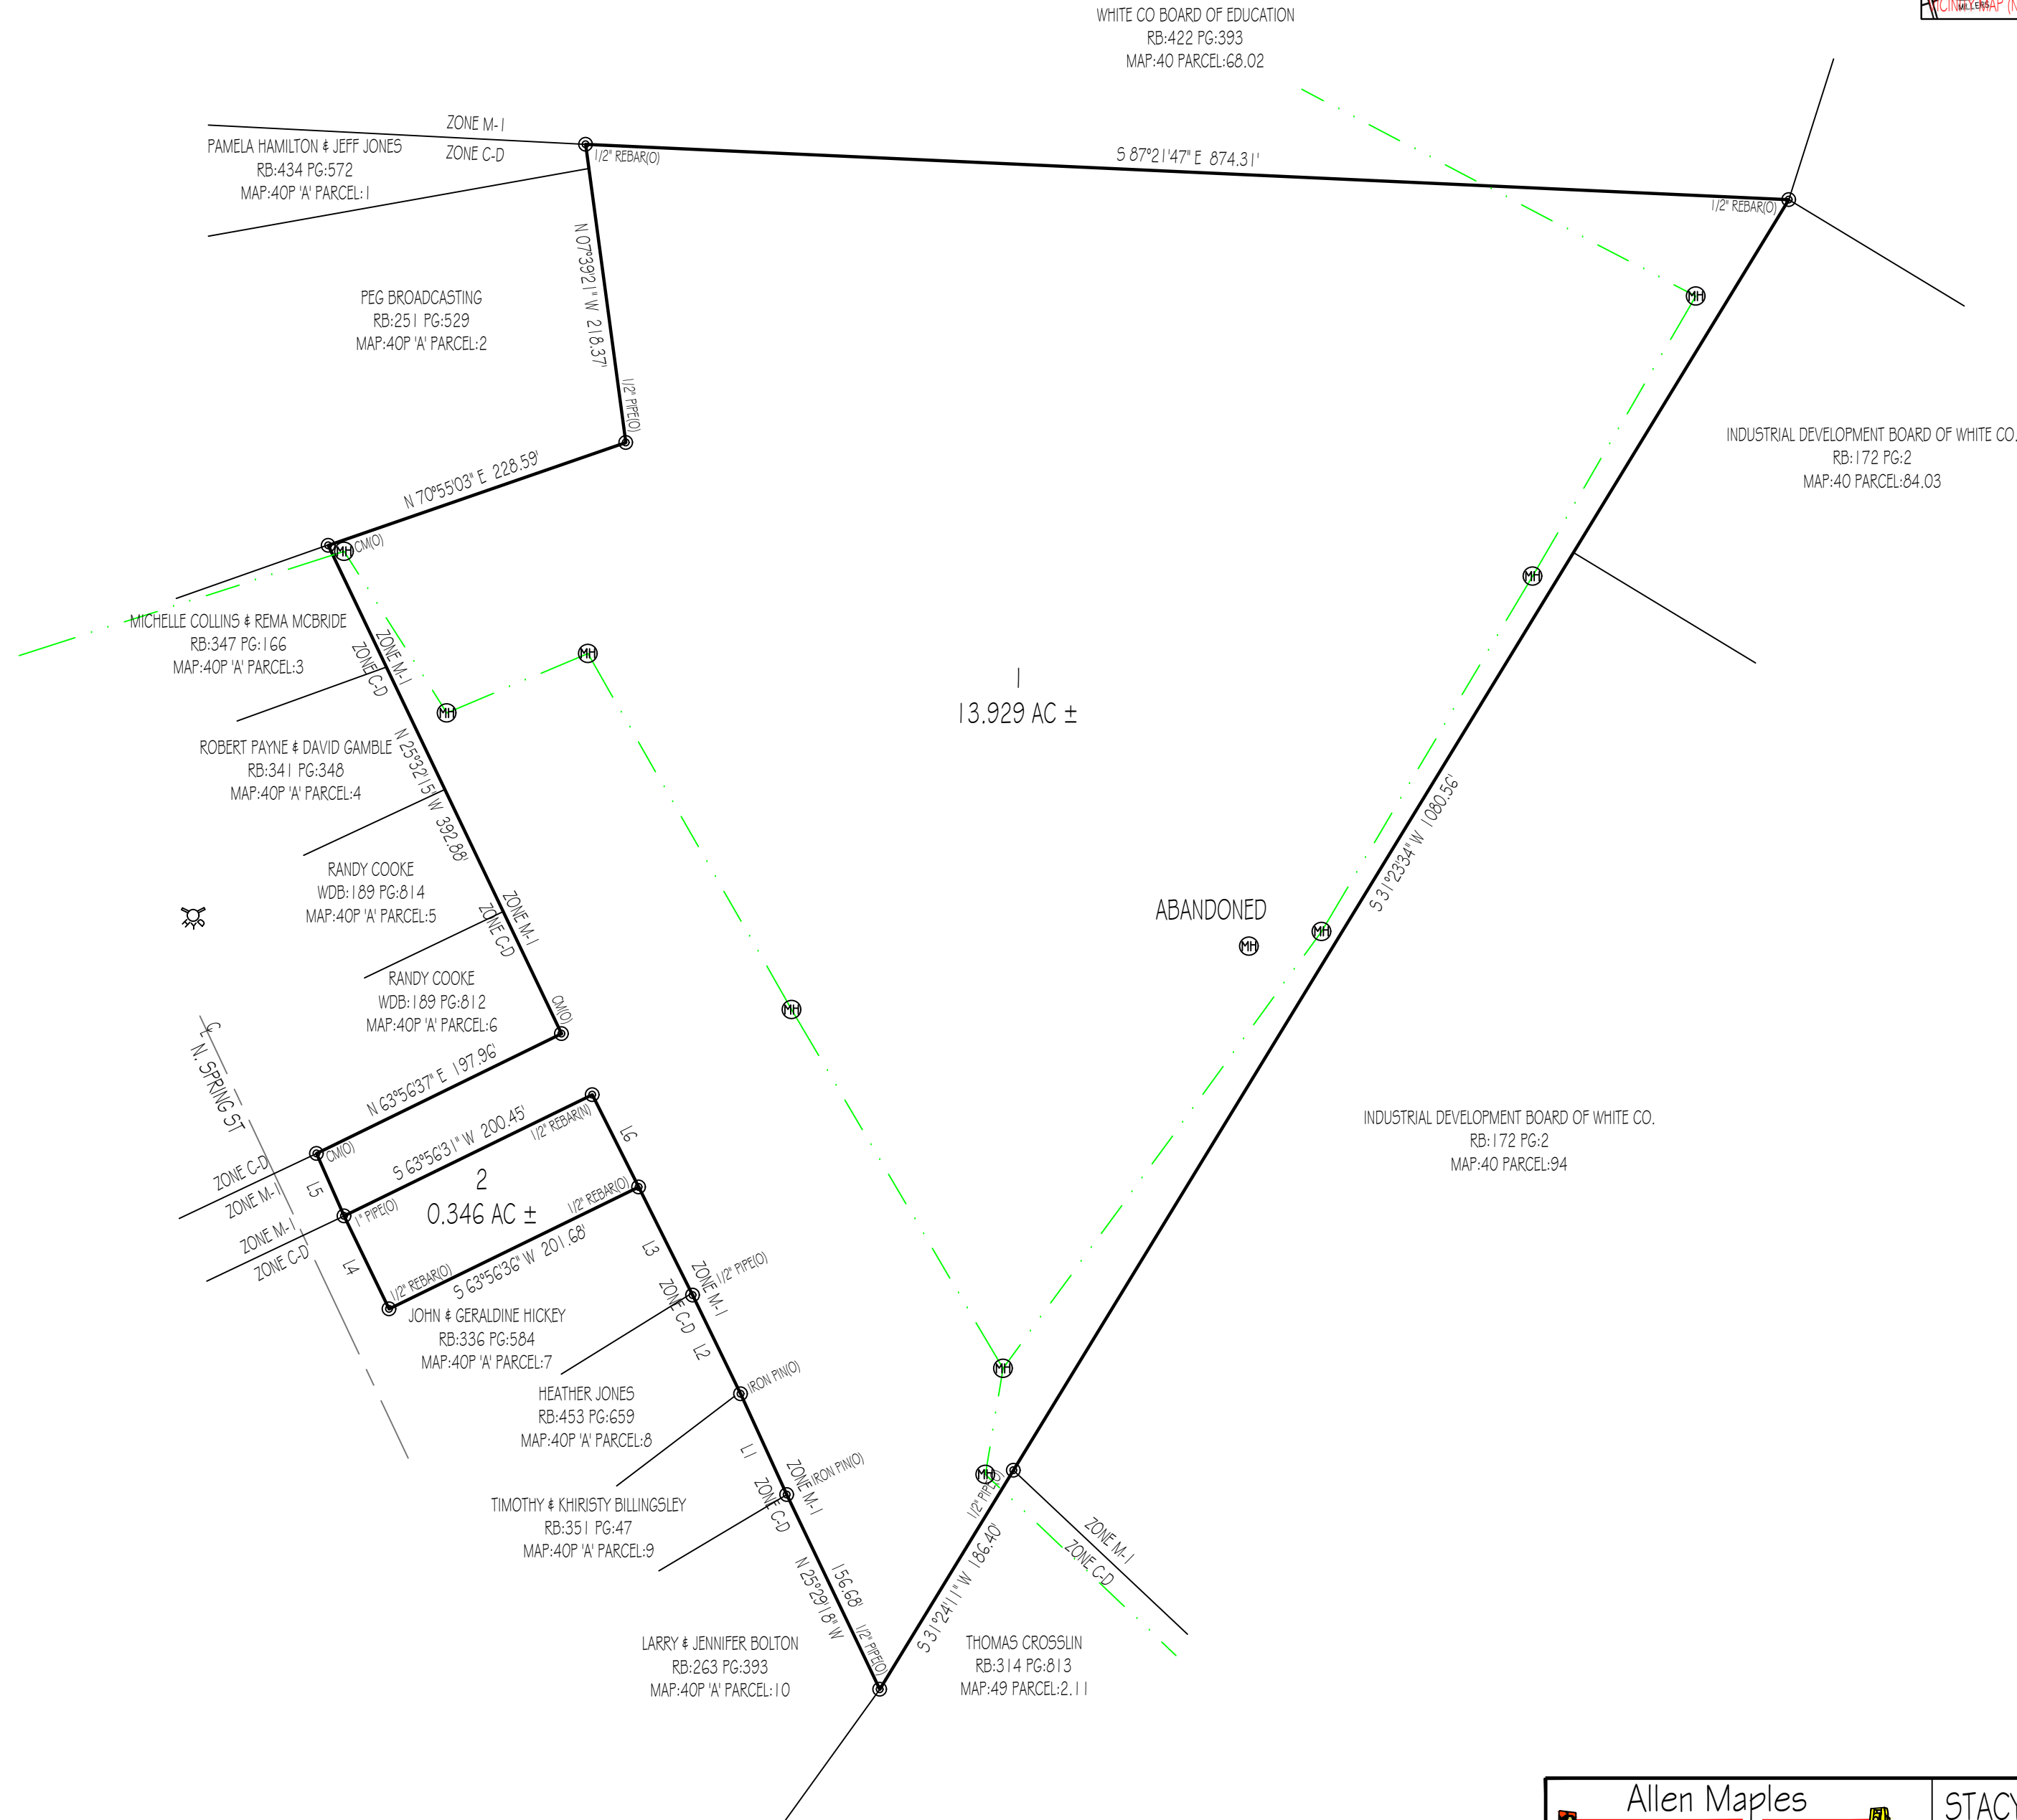 WHITE CO BOARD OF EDUCATION
RB:422 PG:393
MAP:40 PARCEL:68.02
MILLERS
ZONE M-1
ZONE C-D
PAMELA HAMILTON & JEFF JONES
RB:434 PG:572
MAP:40P 'A' PARCEL:1
1/2" REBAR(O)
S 87°21'47" E 874.31'
1/2" REBAR(O)
N 07°39'21" W 218.37'
PEG BROADCASTING
RB:251 PG:529
MAP:40P 'A' PARCEL:2
1/2" PIPE(O)
MH
INDUSTRIAL DEVELOPMENT BOARD OF WHITE CO.
RB:172 PG:2
MAP:40 PARCEL:84.03
N 70°55'03" E 228.59'
MH
CM(O)
MH
MICHELLE COLLINS & REMA MCBRIDE
RB:347 PG:166
MAP:40P 'A' PARCEL:3
ZONE M-1
ZONE C-D
MH
MH
1
13.929 AC ±
ROBERT PAYNE & DAVID GAMBLE
RB:341 PG:348
MAP:40P 'A' PARCEL:4
N 25°32'15" W 392.88'
S 31°23'34" W 1080.56'
RANDY COOKE
WDB:189 PG:814
MAP:40P 'A' PARCEL:5
ZONE M-1
ZONE C-D
ABANDONED
MH
MH
RANDY COOKE
WDB:189 PG:812
MAP:40P 'A' PARCEL:6
CM(O)
MH
N. SPRING ST
N 63°56'37" E 197.96'
CM(O)
S 63°56'31" W 200.45'
1/2" REBAR(N)
L6
INDUSTRIAL DEVELOPMENT BOARD OF WHITE CO.
RB:172 PG:2
MAP:40 PARCEL:94
ZONE C-D
ZONE M-1
L5
2
0.346 AC ±
1" PIPE(O)
1/2" REBAR(O)
ZONE M-1
ZONE C-D
L4
1/2" REBAR(O)
S 63°56'36" W 201.68'
L3
ZONE M-1
1/2" PIPE(O)
ZONE C-D
JOHN & GERALDINE HICKEY
RB:336 PG:584
MAP:40P 'A' PARCEL:7
L2
MH
IRON PIN(O)
HEATHER JONES
RB:453 PG:659
MAP:40P 'A' PARCEL:8
L1
ZONE M-1
IRON PIN(O)
ZONE C-D
MH
1/2" PIPE(O)
TIMOTHY & KHIRISTY BILLINGSLEY
RB:351 PG:47
MAP:40P 'A' PARCEL:9
ZONE M-1
ZONE C-D
N 25°29'18" W
156.68'
S 31°24'11" W 186.40'
1/2" PIPE(O)
LARRY & JENNIFER BOLTON
RB:263 PG:393
MAP:40P 'A' PARCEL:10
THOMAS CROSSLIN
RB:314 PG:813
MAP:49 PARCEL:2.11
Allen Maples
STACY